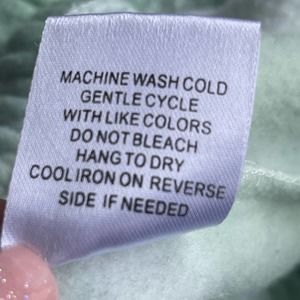 MACHINE WASH COLD
GENTLE CYCLE
WITH LIKE COLORS
DO NOT BLEACH
HANG TO DRY
COOL IRON ON REVERSE
SIDE IF NEEDED